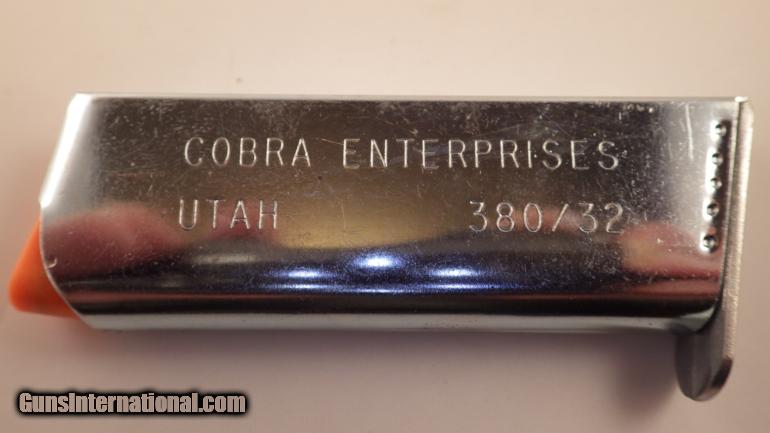 COBRA ENTERPRISES
UTAH 380/32
GunsInternational.com